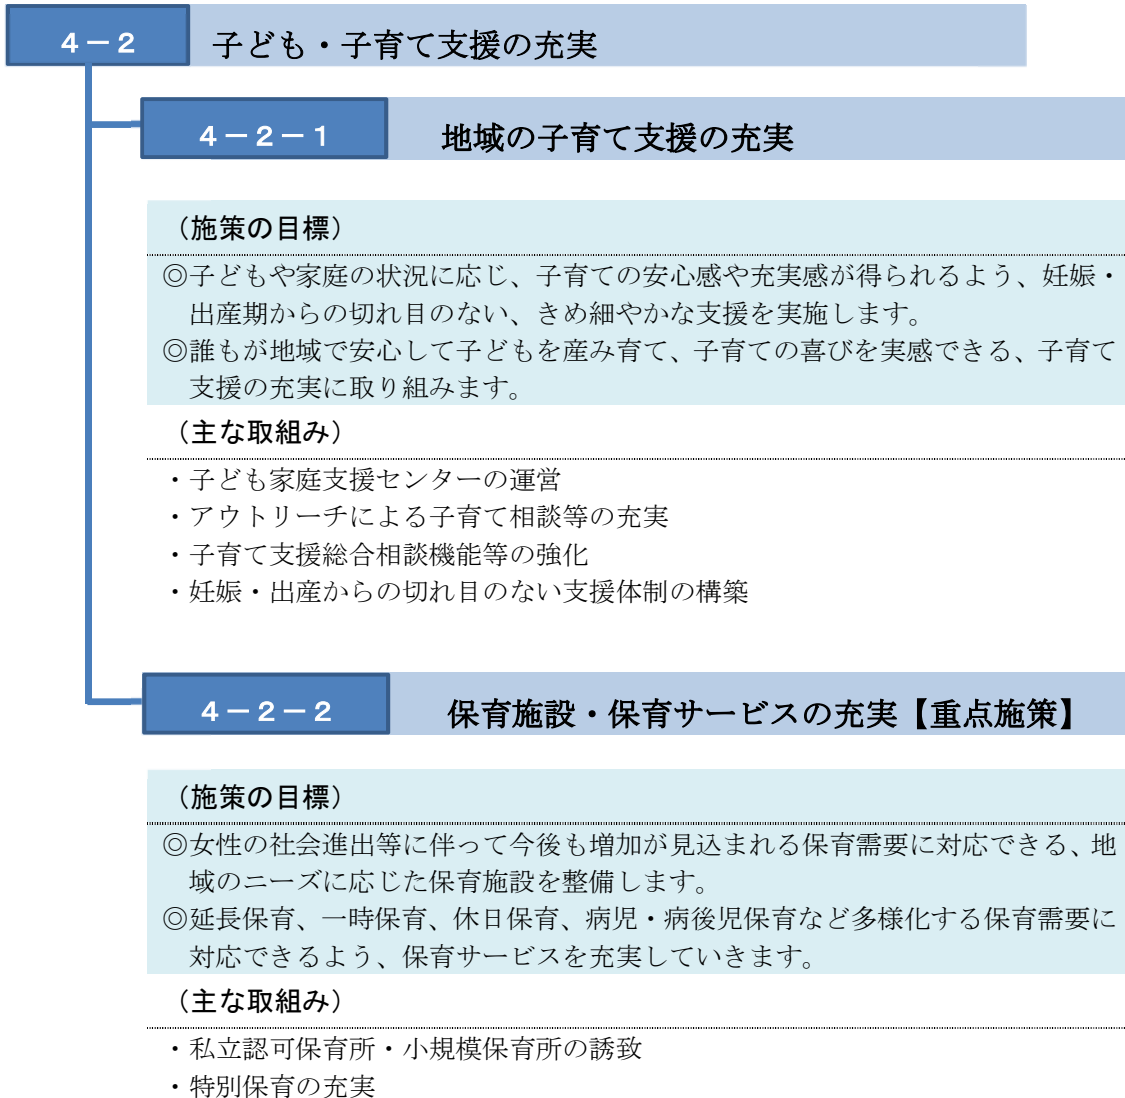 ４－２　子ども・子育て支援の充実
４－２－１　地域の子育て支援の充実
（施策の目標）
◎子どもや家庭の状況に応じ、子育ての安心感や充実感が得られるよう、妊娠・
出産期からの切れ目のない、きめ細やかな支援を実施します。
◎誰もが地域で安心して子どもを産み育て、子育ての喜びを実感できる、子育て
支援の充実に取り組みます。
（主な取組み）
・子ども家庭支援センターの運営
・アウトリーチによる子育て相談等の充実
・子育て支援総合相談機能等の強化
・妊娠・出産からの切れ目のない支援体制の構築
４－２－２　保育施設・保育サービスの充実【重点施策】
（施策の目標）
◎女性の社会進出等に伴って今後も増加が見込まれる保育需要に対応できる、地
域のニーズに応じた保育施設を整備します。
◎延長保育、一時保育、休日保育、病児・病後児保育など多様化する保育需要に
対応できるよう、保育サービスを充実していきます。
（主な取組み）
・私立認可保育所・小規模保育所の誘致
・特別保育の充実